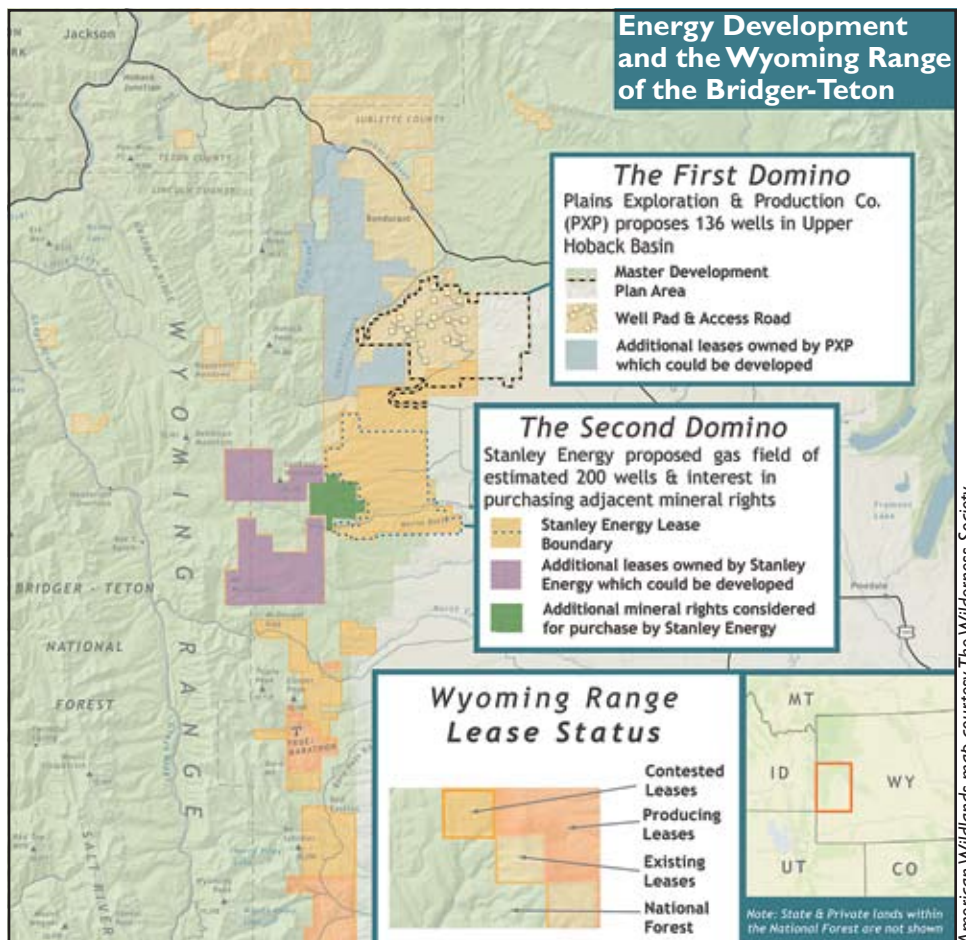 Energy Development
and the Wyoming Range
of the Bridger-Teton
Jackson
Hoback
Junction
SUBLETTE COUNTY
TETON COUNTY
LINCOLN COUNTY
Bondurant
The First Domino
Plains Exploration & Production Co.
(PXP) proposes 136 wells in Upper
Hoback Basin
Master Development
Plan Area
Well Pad & Access Road
Additional leases owned by PXP
which could be developed
WYOMING RANGE
The Second Domino
Stanley Energy proposed gas field of
estimated 200 wells & interest in
purchasing adjacent mineral rights
Stanley Energy Lease
Boundary
Additional leases owned by Stanley
Energy which could be developed
Additional mineral rights considered
for purchase by Stanley Energy
Fremont
Lake
Pinedale
BRIDGER - TETON
NATIONAL
FOREST
SALT RIVER
Wyoming Range
Lease Status
Contested
Leases
Producing
Leases
Existing
Leases
National
Forest
MT
ID
WY
UT
CO
Note: State & Private lands within
the National Forest are not shown
American Wildlands map courtesy The Wilderness Society